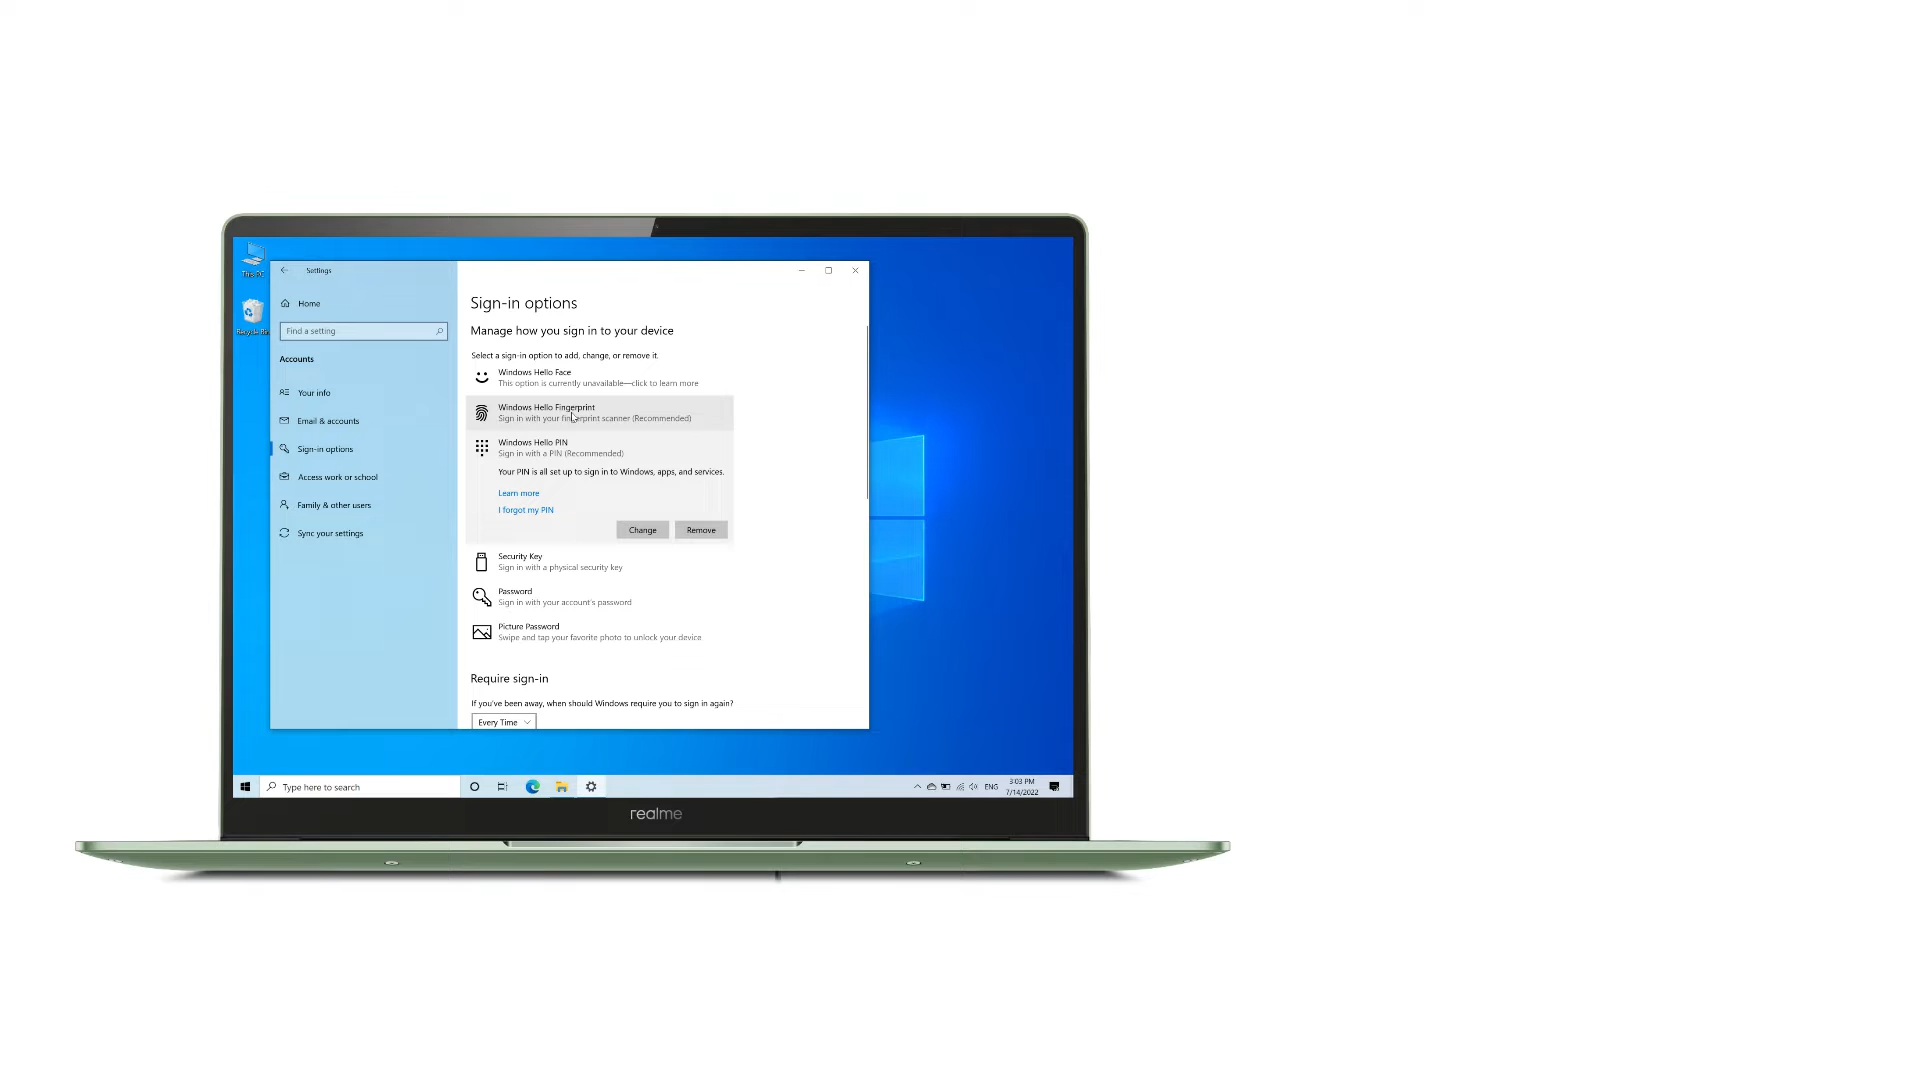 This PC
Recycle Bin
Settings
Home
Find a setting
Accounts
Your info
Email & accounts
Sign-in options
Access work or school
Family & other users
Sync your settings
Sign-in options
Manage how you sign in to your device
Select a sign-in option to add, change, or remove it.
Windows Hello Face
This option is currently unavailable—click to learn more
Windows Hello Fingerprint
Sign in with your fingerprint scanner (Recommended)
Windows Hello PIN
Sign in with a PIN (Recommended)
Your PIN is all set up to sign in to Windows, apps, and services.
Learn more
I forgot my PIN
Change Remove
Security Key
Sign in with a physical security key
Password
Sign in with your account's password
Picture Password
Swipe and tap your favorite photo to unlock your device
Require sign-in
If you've been away, when should Windows require you to sign in again?
Every Time
Type here to search
ENG
3:03 PM
7/14/2022
realme